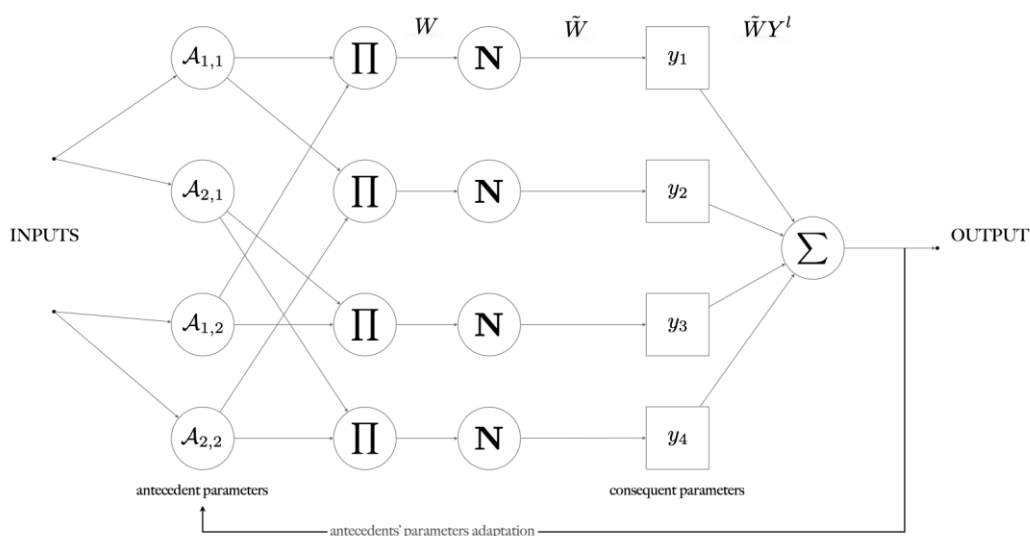 W W̃ W̃Y^l
A_{1,1} ∏ N y_1
A_{2,1} ∏ N y_2
INPUTS ∑ OUTPUT
A_{1,2} ∏ N y_3
A_{2,2} ∏ N y_4
antecedent parameters consequent parameters
antecedents' parameters adaptation